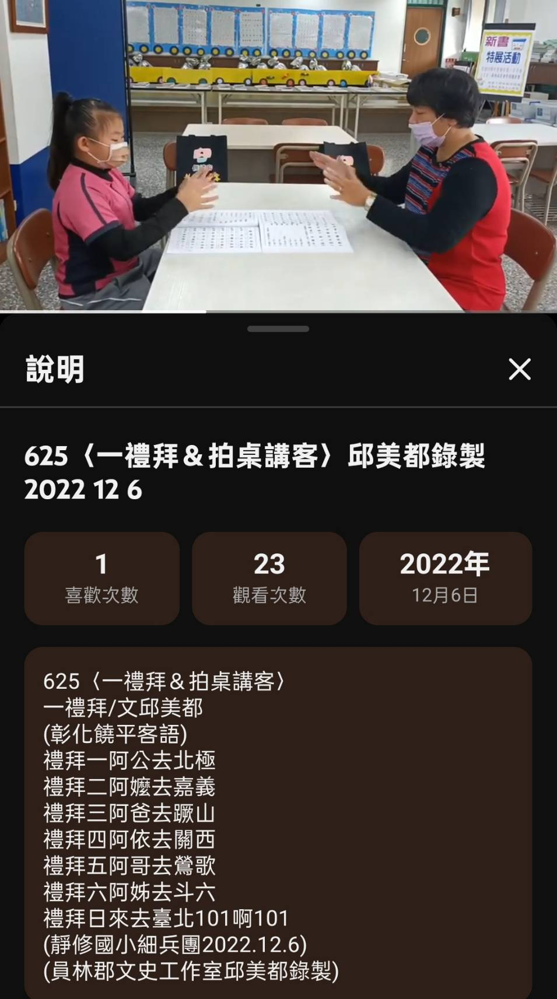 新書
特展活動
說明
625〈一禮拜＆拍桌講客〉邱美都錄製
2022 12 6
1
喜歡次數
23
觀看次數
2022年
12月6日
625〈一禮拜＆拍桌講客〉
一禮拜/文邱美都
(彰化饒平客語)
禮拜一阿公去北極
禮拜二阿嬤去嘉義
禮拜三阿爸去蹶山
禮拜四阿依去關西
禮拜五阿哥去鶯歌
禮拜六阿姊去斗六
禮拜日來去臺北101啊101
(靜修國小細兵團2022.12.6)
(員林郡文史工作室邱美都錄製)